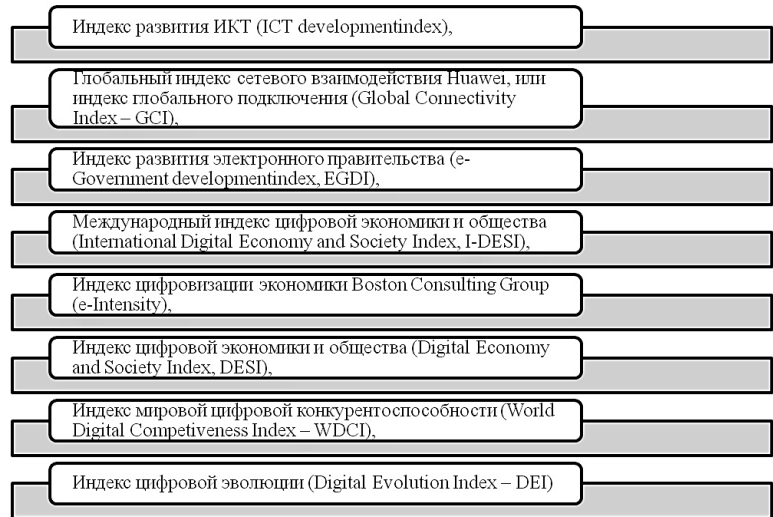 Индекс развития ИКТ (ICT developmentindex),
Глобальный индекс сетевого взаимодействия Huawei, или
индекс глобального подключения (Global Connectivity
Index – GCI),
Индекс развития электронного правительства (e-
Government developmentindex, EGDI),
Международный индекс цифровой экономики и общества
(International Digital Economy and Society Index, I-DESI),
Индекс цифровизации экономики Boston Consulting Group
(e-Intensity),
Индекс цифровой экономики и общества (Digital Economy
and Society Index, DESI),
Индекс мировой цифровой конкурентоспособности (World
Digital Competiveness Index – WDCI),
Индекс цифровой эволюции (Digital Evolution Index – DEI)